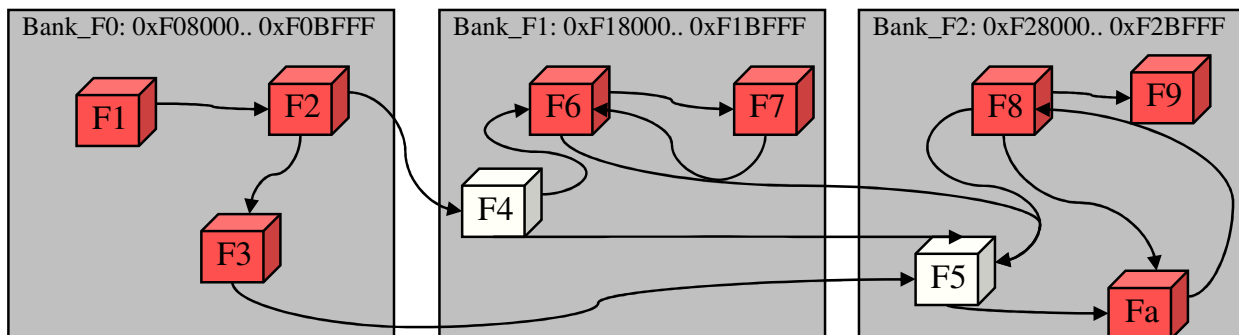 Bank_F0: 0xF08000.. 0xF0BFFF
Bank_F1: 0xF18000.. 0xF1BFFF
Bank_F2: 0xF28000.. 0xF2BFFF
F1
F2
F6
F7
F8
F9
F4
F3
F5
Fa